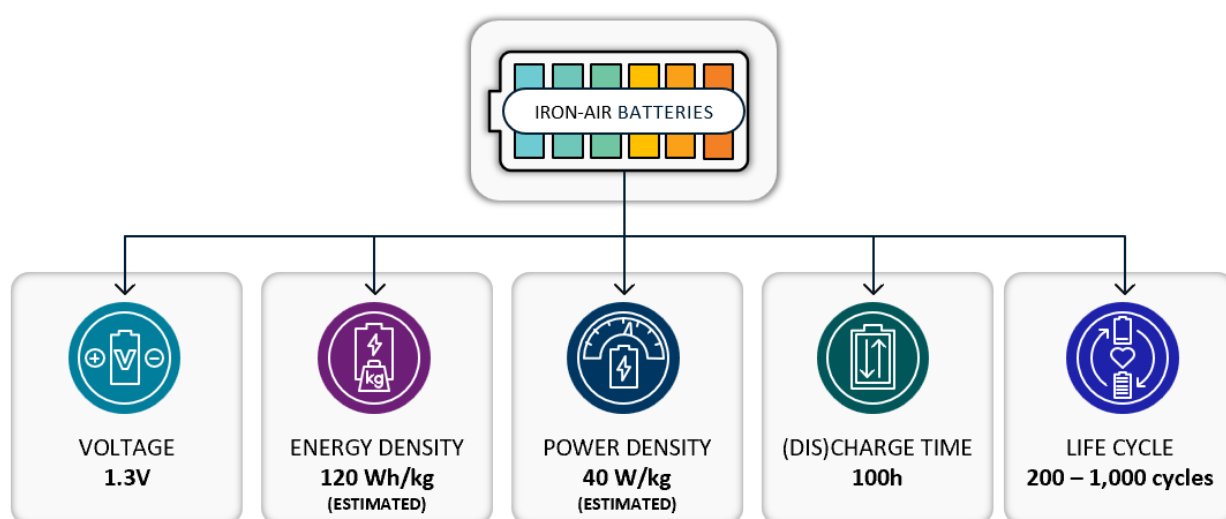 IRON-AIR BATTERIES
V
kg
VOLTAGE
1.3V
ENERGY DENSITY
120 Wh/kg
(ESTIMATED)
POWER DENSITY
40 W/kg
(ESTIMATED)
(DIS)CHARGE TIME
100h
LIFE CYCLE
200 – 1,000 cycles